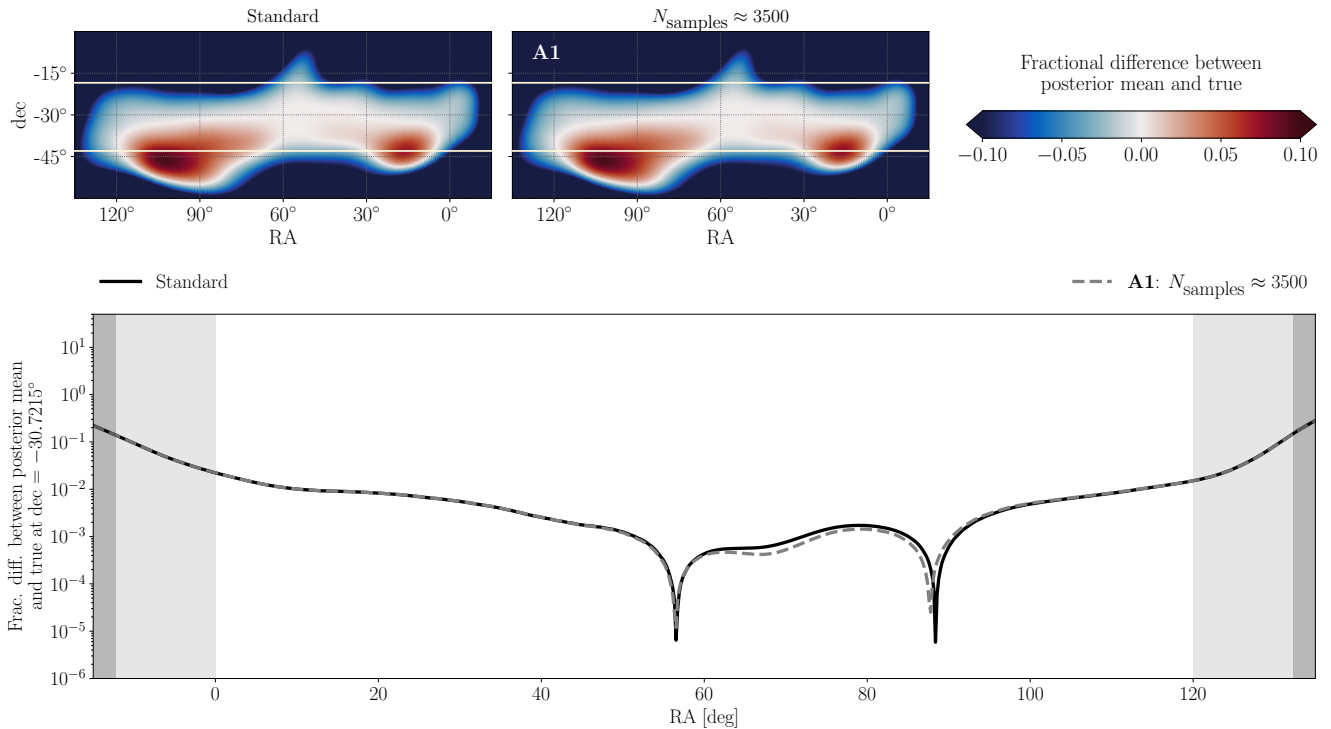 Standard
N_samples ≈ 3500
A1
Fractional difference between
posterior mean and true
−0.10 −0.05 0.00 0.05 0.10
dec
-15°
-30°
-45°
120° 90° 60° 30° 0°
RA
120° 90° 60° 30° 0°
RA
Standard
A1: N_samples ≈ 3500
Frac. diff. between posterior mean
and true at dec = −30.7215°
10^1
10^0
10^−1
10^−2
10^−3
10^−4
10^−5
10^−6
0 20 40 60 80 100 120
RA [deg]